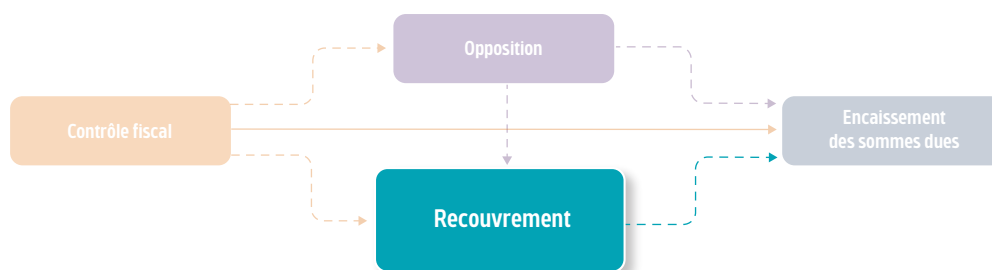 Opposition
Contrôle fiscal
Encaissement
des sommes dues
Recouvrement